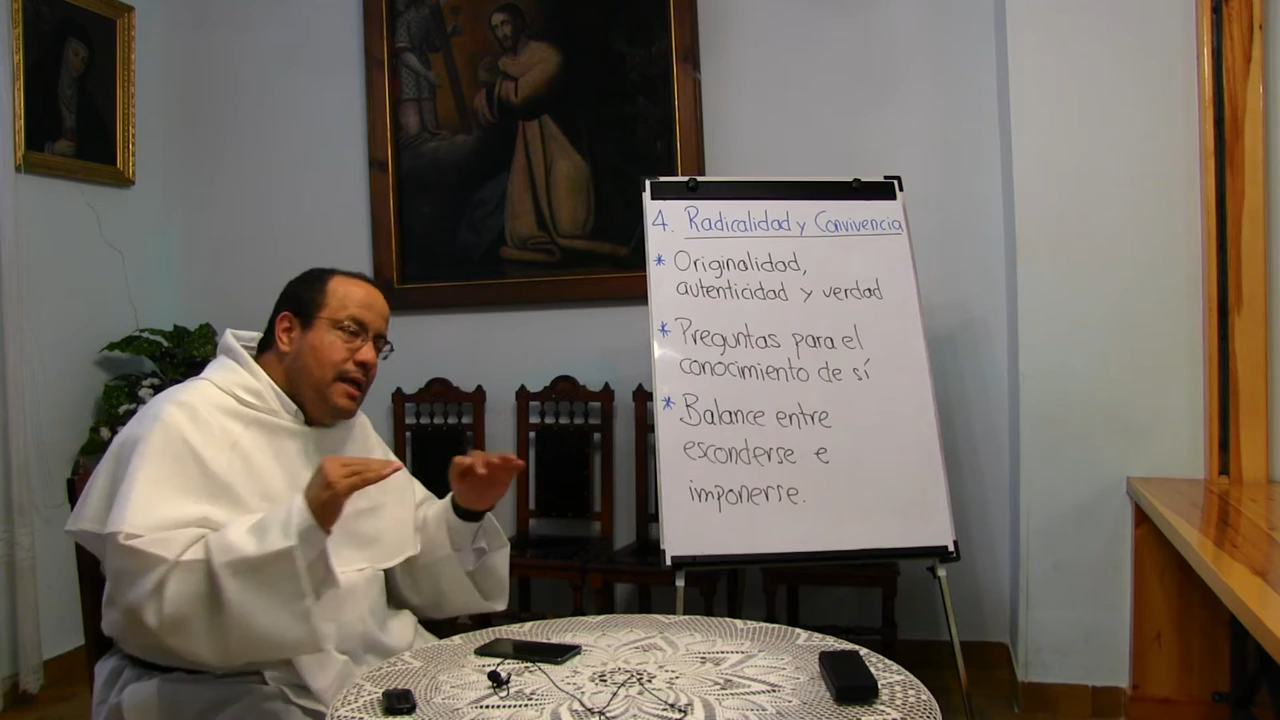 4. Radicalidad y Convivencia
* Originalidad,
autenticidad y verdad
* Preguntas para el
conocimiento de sí
* Balance entre
esconderse e
imponerse.